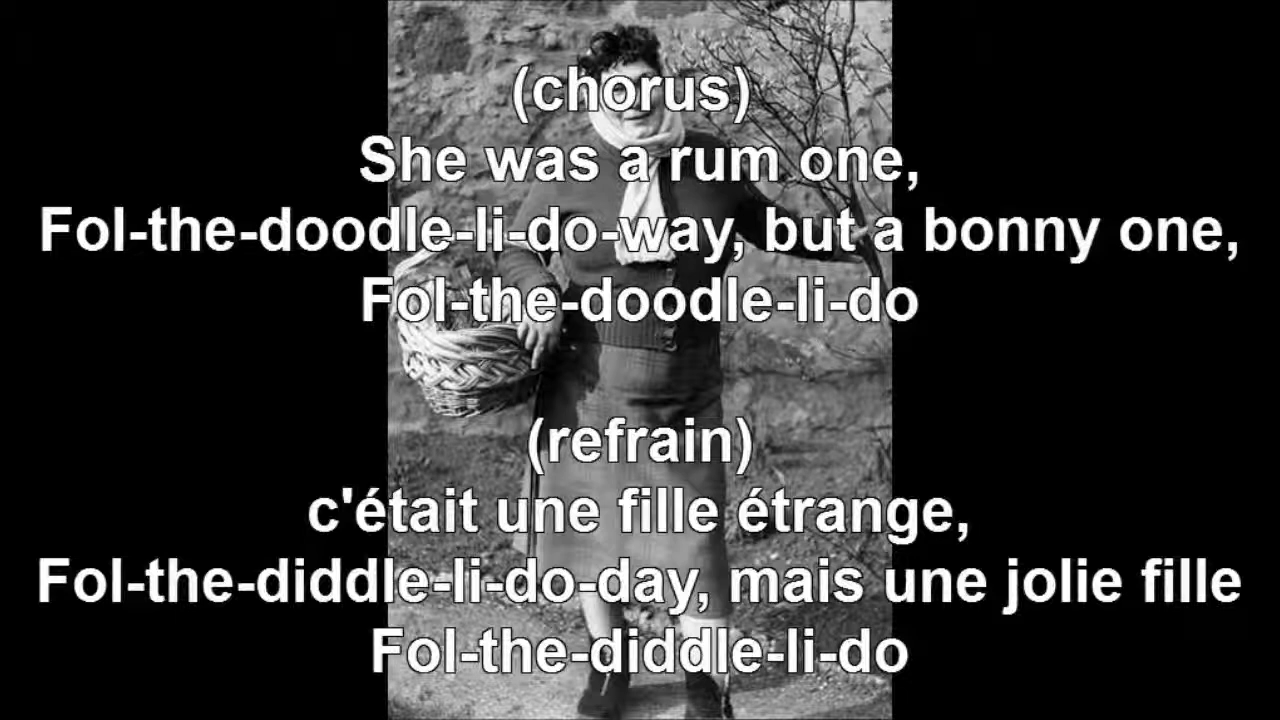 (chorus)
She was a rum one,
Fol-the-doodle-li-do-way, but a bonny one,
Fol-the-doodle-li-do
(refrain)
c'était une fille étrange,
Fol-the-diddle-li-do-day, mais une jolie fille
Fol-the-diddle-li-do